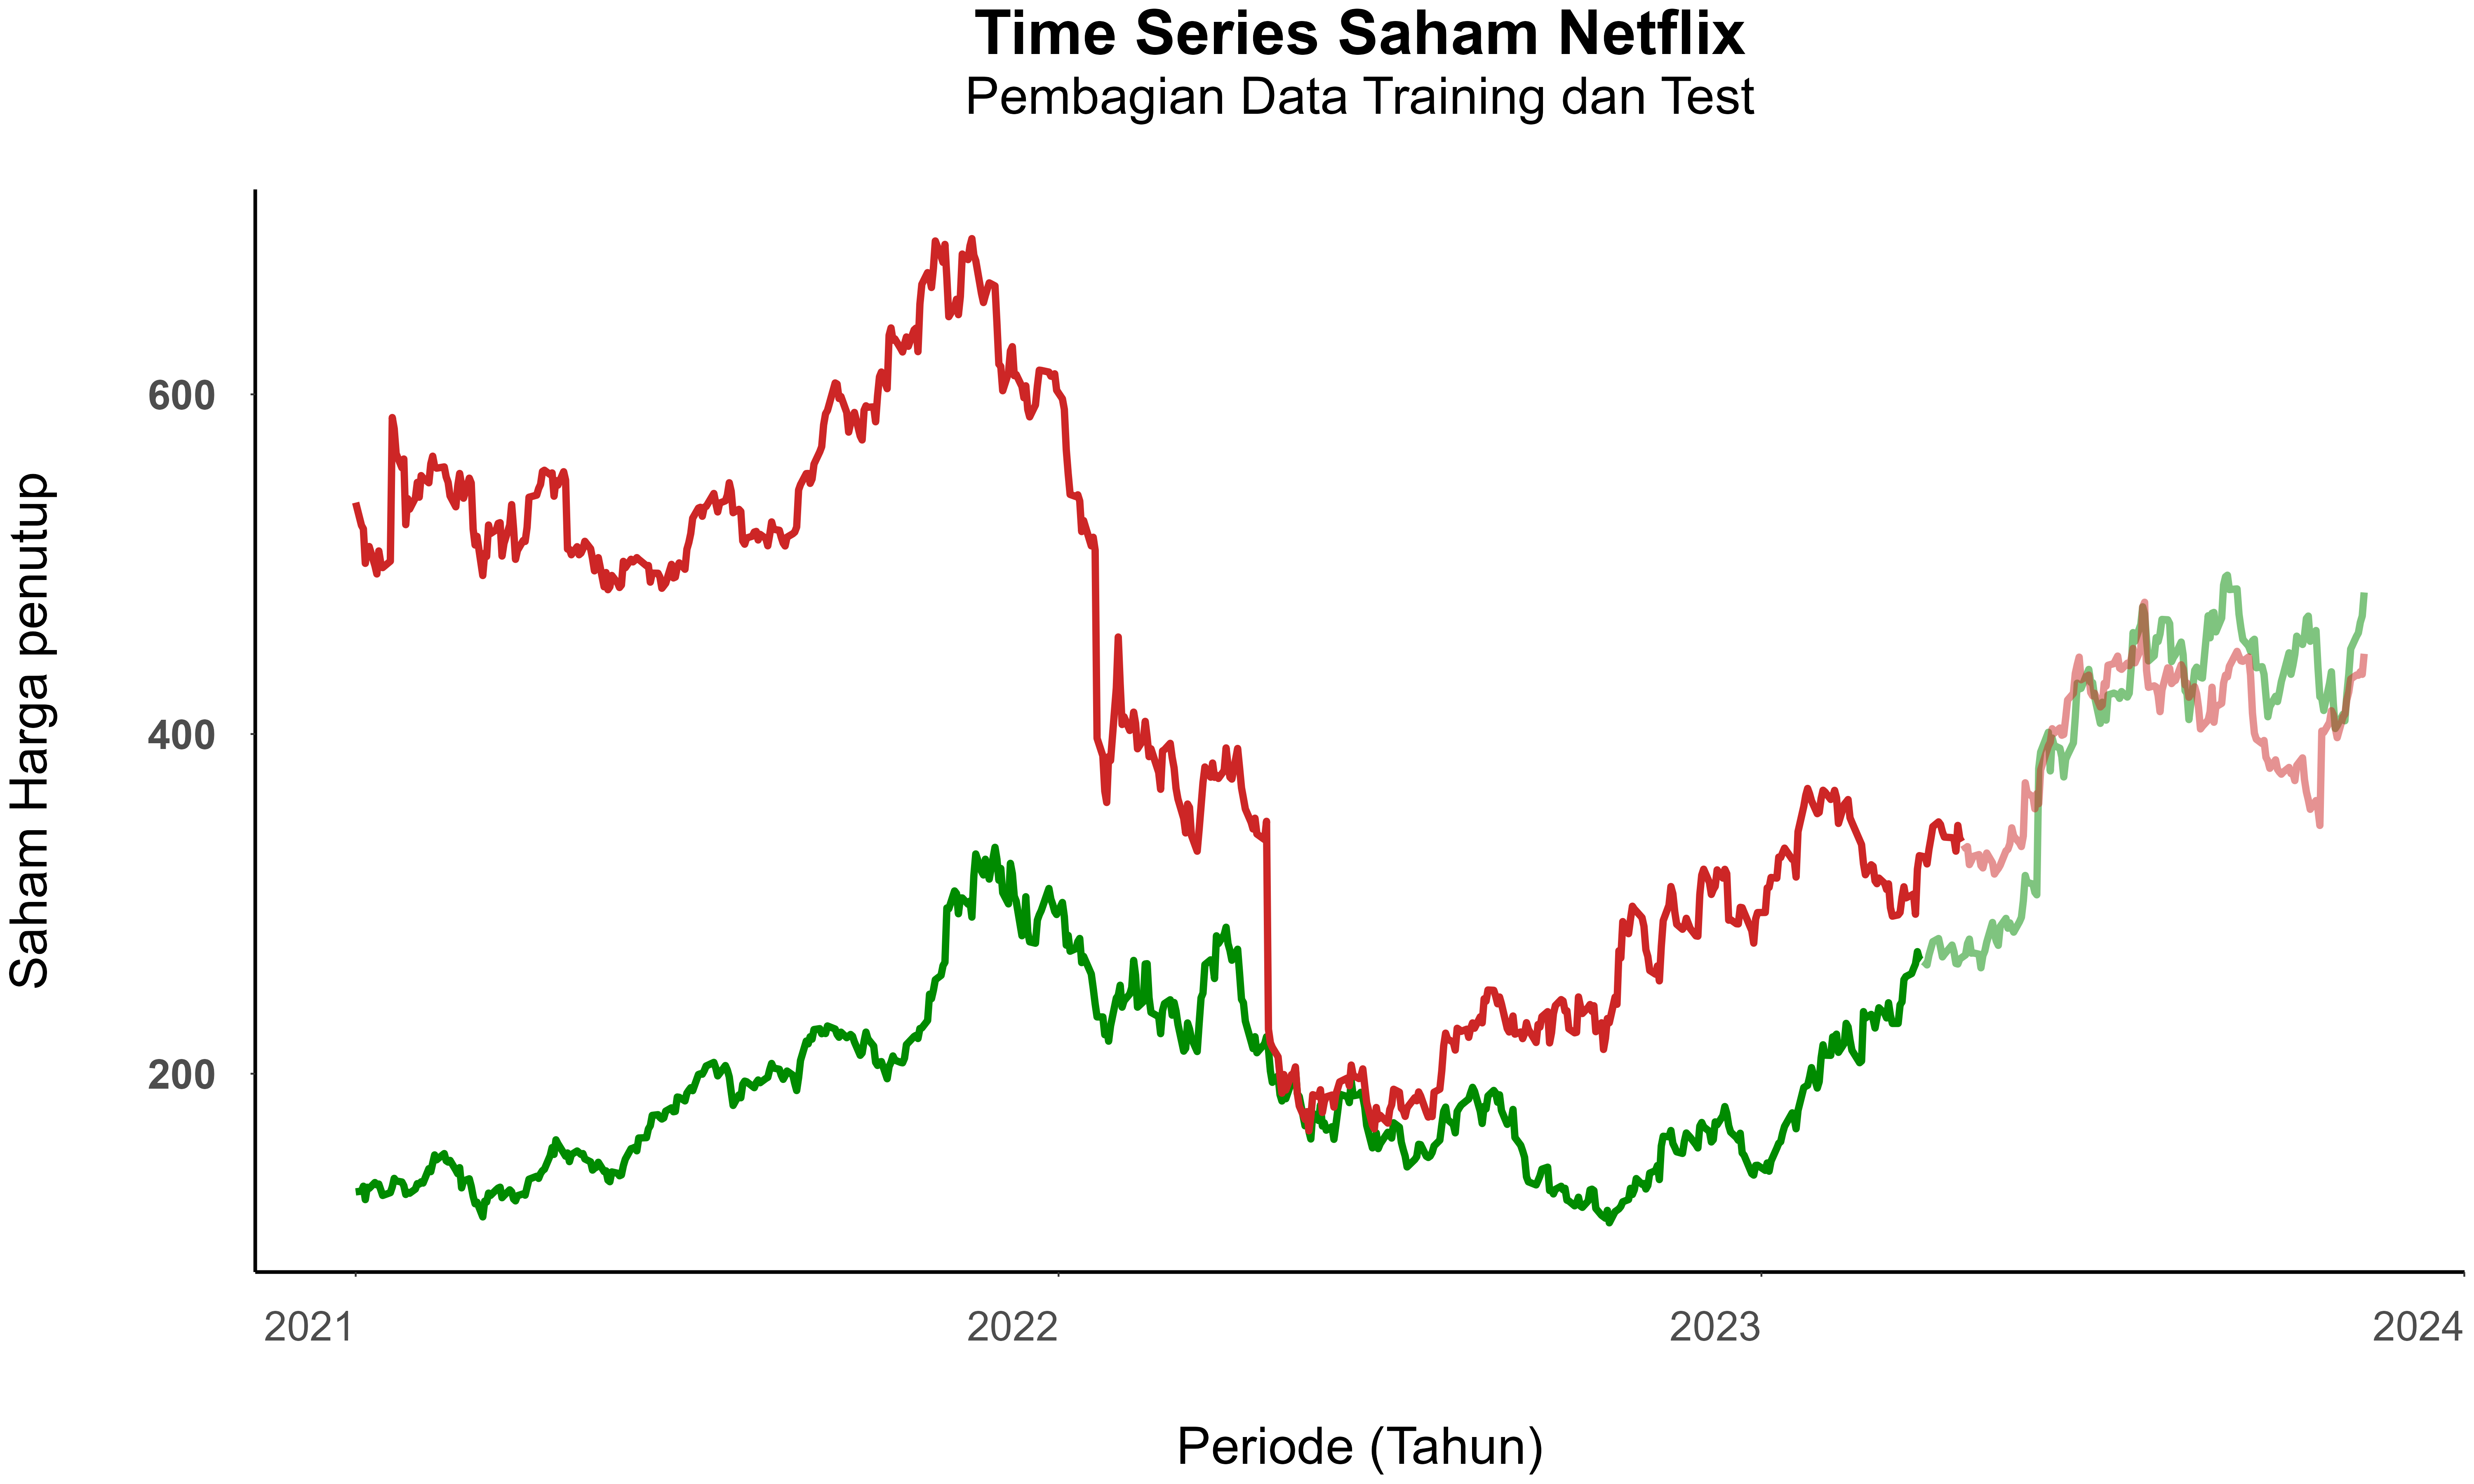 Time Series Saham Netflix
Pembagian Data Training dan Test
Saham Harga penutup
600
400
200
2021
2022
2023
2024
Periode (Tahun)